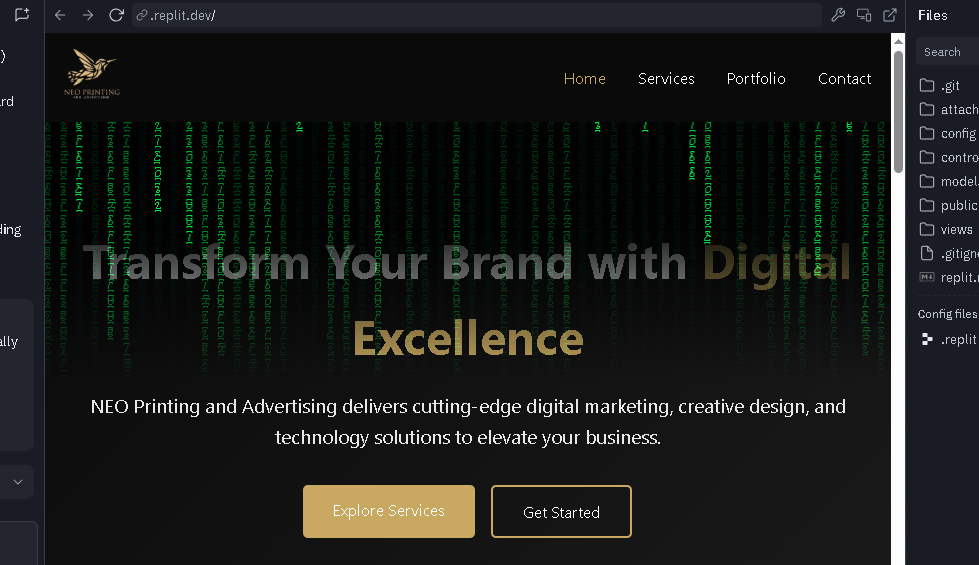 .replit.dev/
Files
Search
.git
attach
config
contro
model
public
views
.gitign
replit.
Config files
.replit
NEO PRINTING
AND ADVERTISING
Home
Services
Portfolio
Contact
Transform Your Brand with Digital
Excellence
NEO Printing and Advertising delivers cutting-edge digital marketing, creative design, and
technology solutions to elevate your business.
Explore Services
Get Started
)
rd
ding
ally